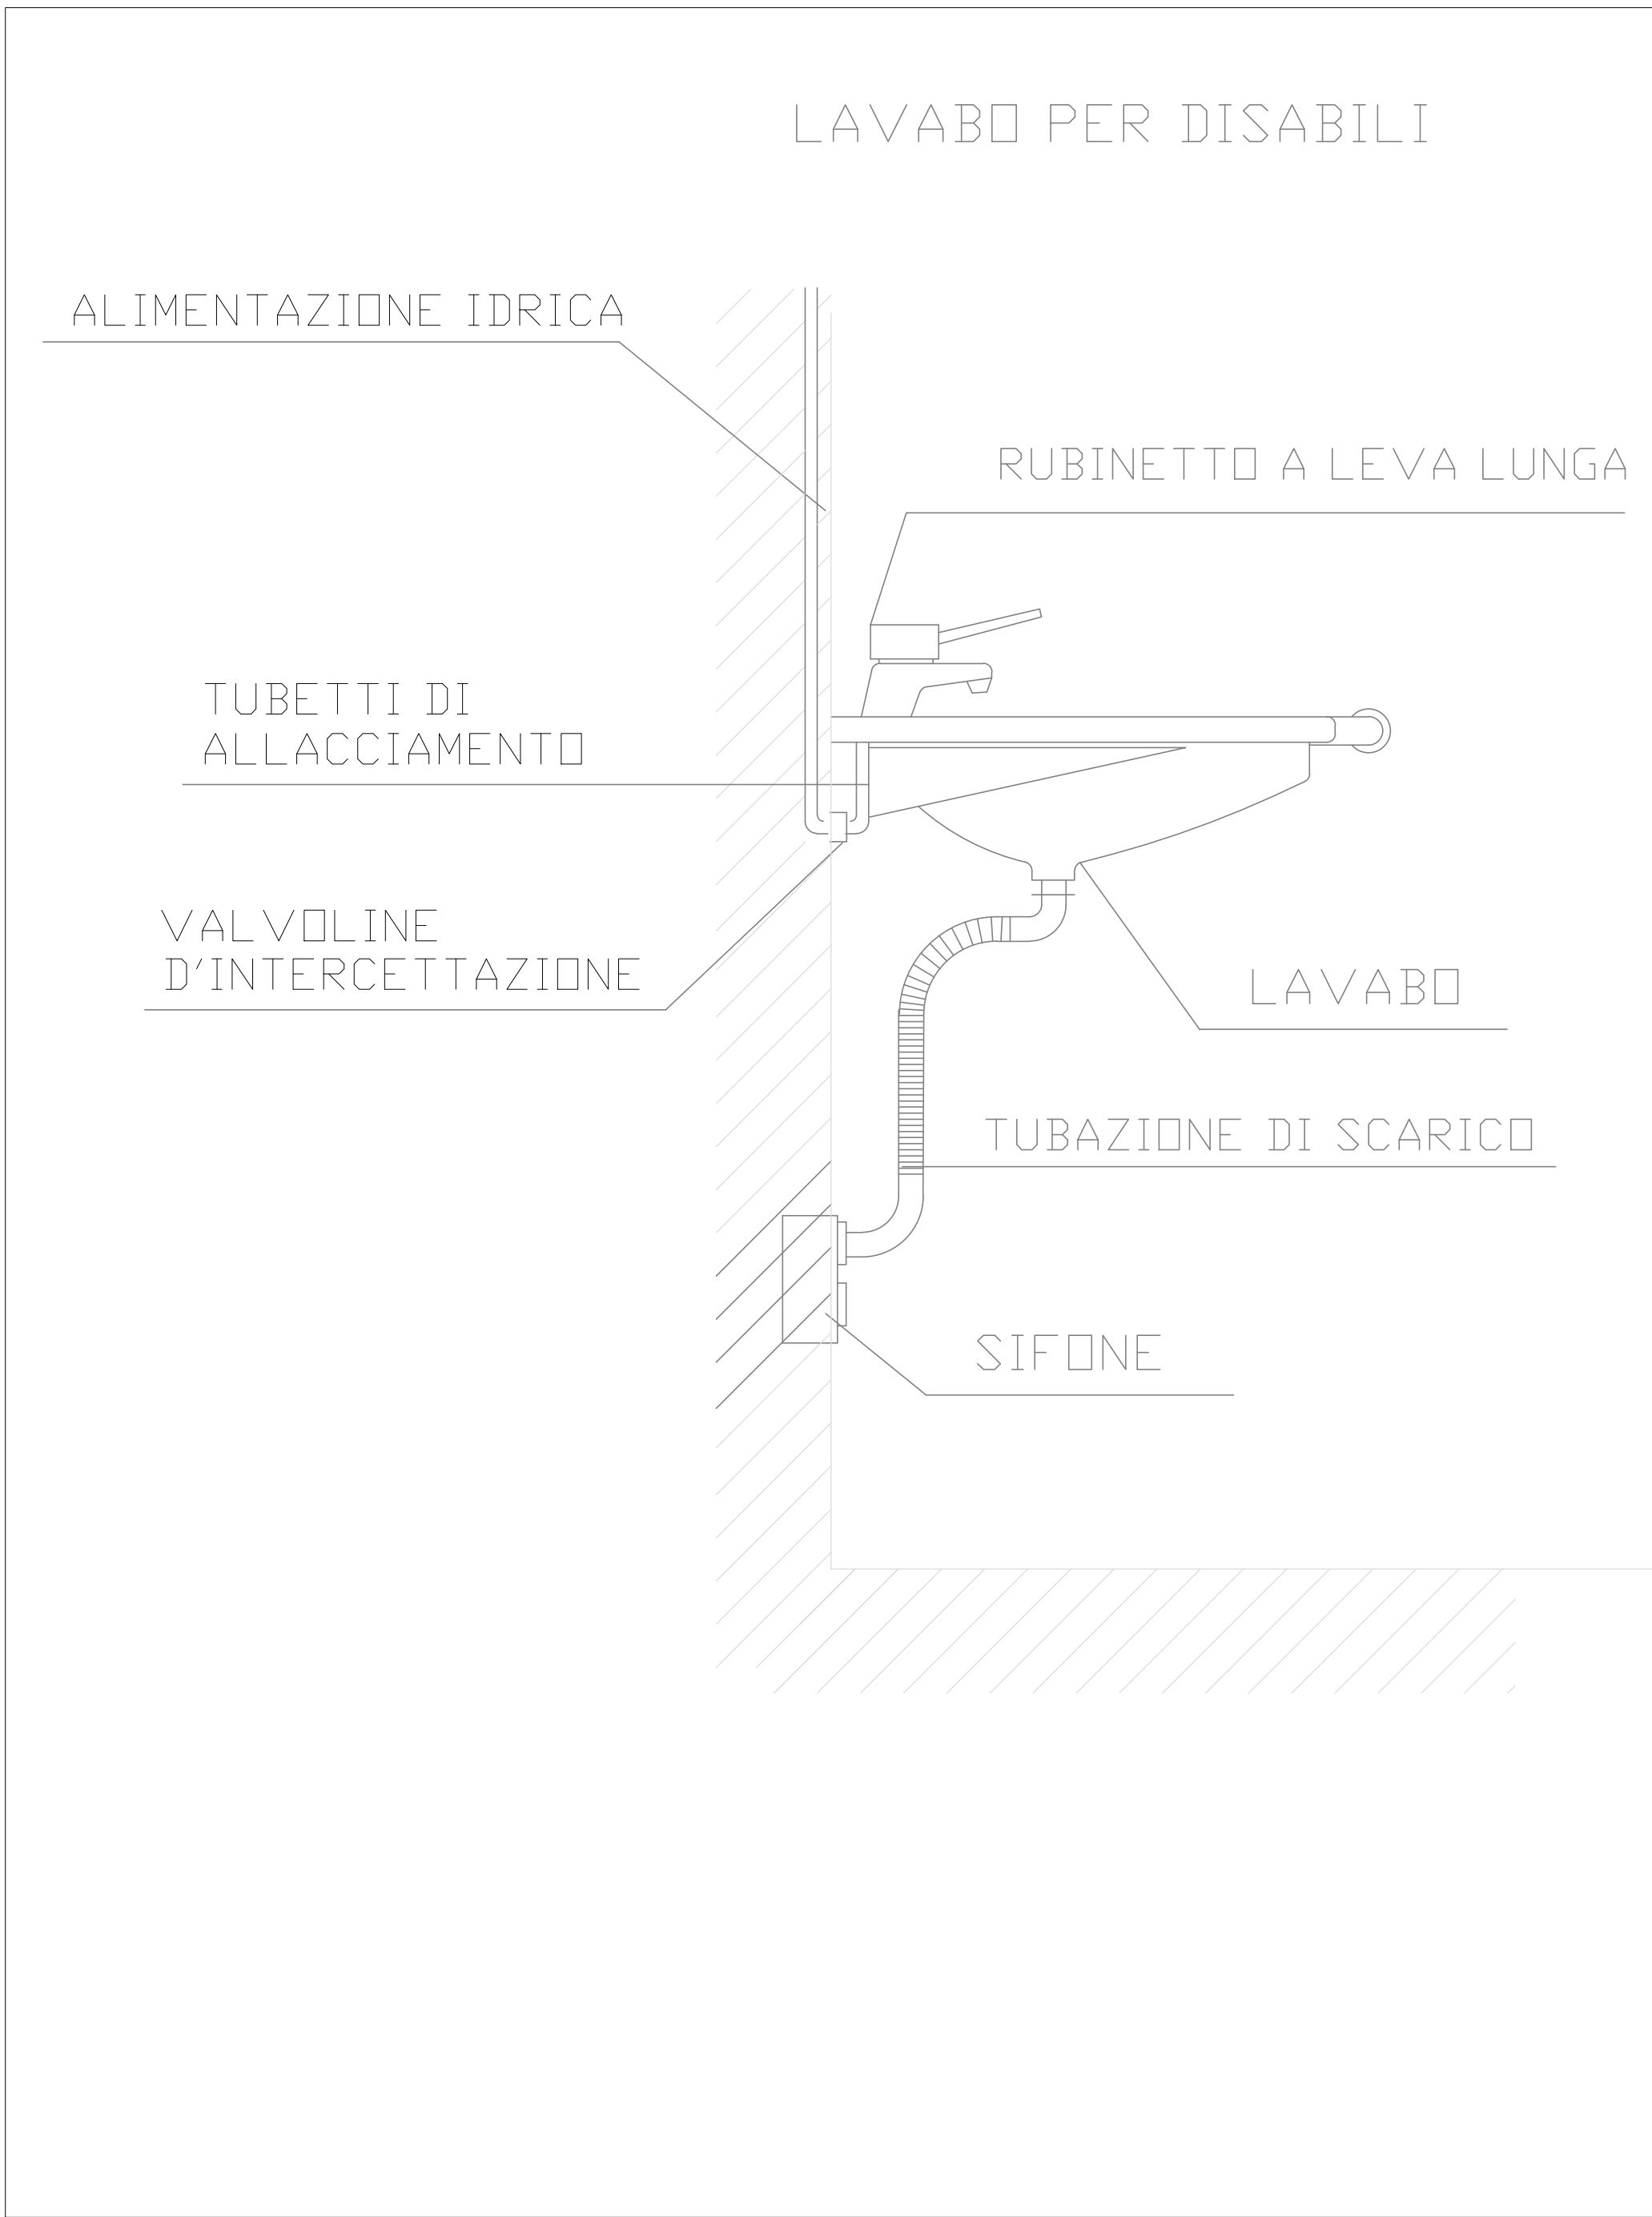 LAVABO PER DISABILI
ALIMENTAZIONE IDRICA
RUBINETTO A LEVA LUNGA
TUBETTI DI
ALLACCIAMENTO
VALVOLINE
D'INTERCETTAZIONE
LAVABO
TUBAZIONE DI SCARICO
SIFONE